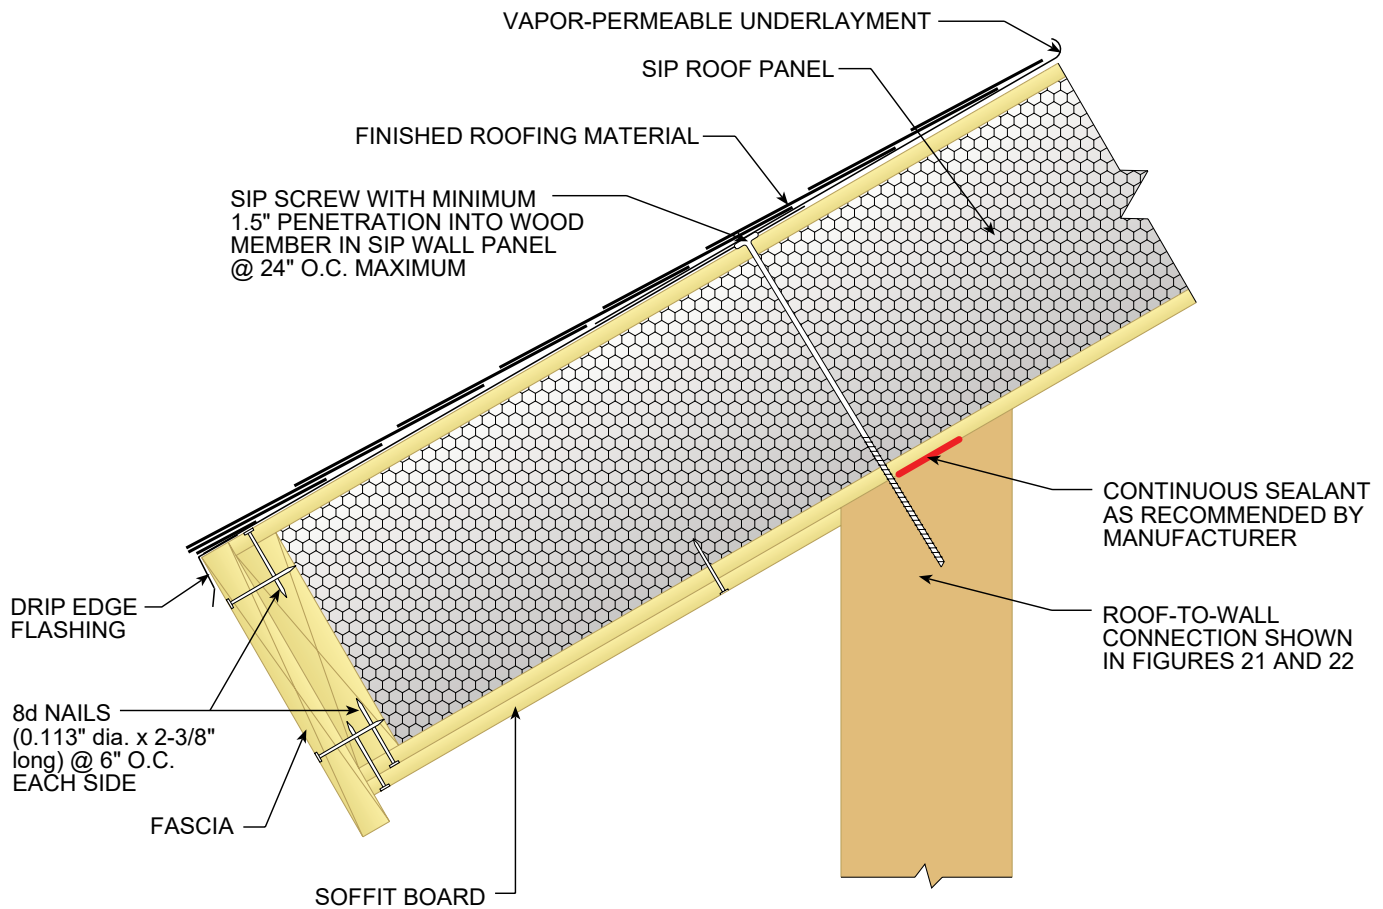 VAPOR-PERMEABLE UNDERLAYMENT
SIP ROOF PANEL
FINISHED ROOFING MATERIAL
SIP SCREW WITH MINIMUM
1.5" PENETRATION INTO WOOD
MEMBER IN SIP WALL PANEL
@ 24" O.C. MAXIMUM
CONTINUOUS SEALANT
AS RECOMMENDED BY
MANUFACTURER
DRIP EDGE
FLASHING
ROOF-TO-WALL
CONNECTION SHOWN
IN FIGURES 21 AND 22
8d NAILS
(0.113" dia. x 2-3/8"
long) @ 6" O.C.
EACH SIDE
FASCIA
SOFFIT BOARD